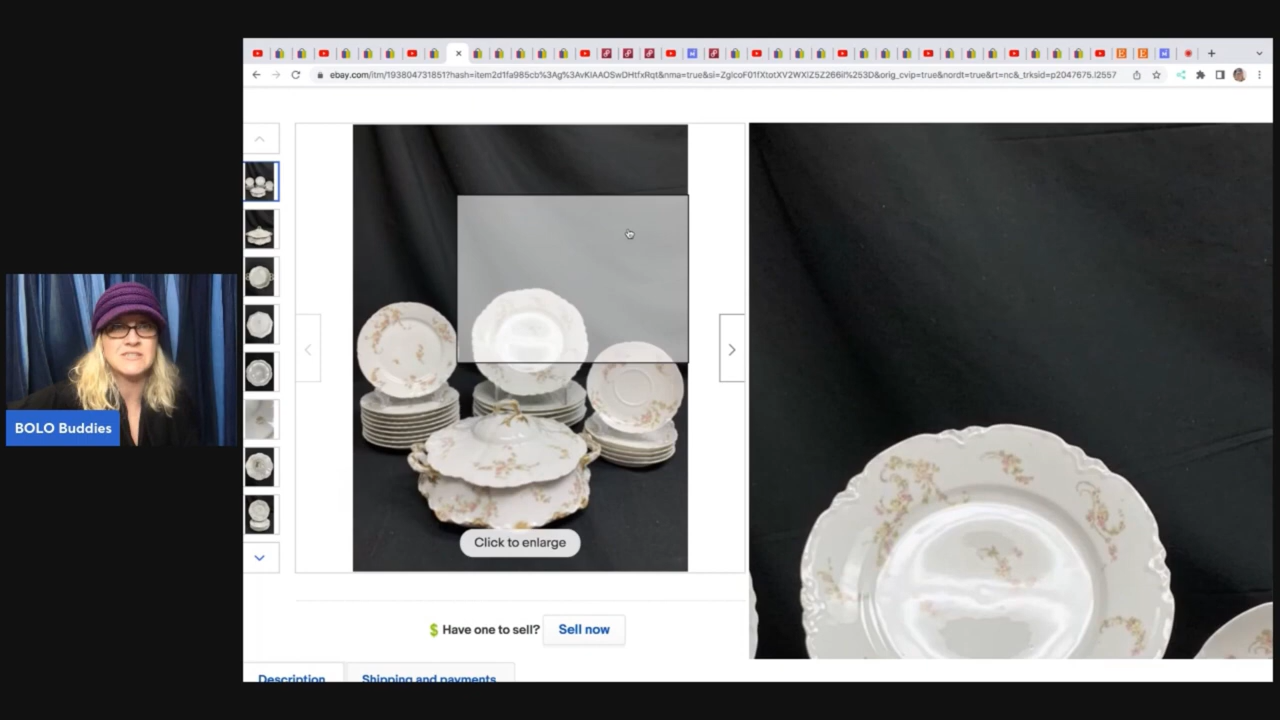 ebay.com/itm/193804731851?hash=item2d1fa985cb%3Ag%3AvKIAAOSwDHtfxRqt&nma=true&si=ZglcoF01fXtotXV2WXiZ5Z266iI%253D&orig_cvip=true&nordt=true&rt=nc&_trksid=p2047675.l2557
BOLO Buddies
Click to enlarge
Have one to sell? Sell now
Description Shipping and payments